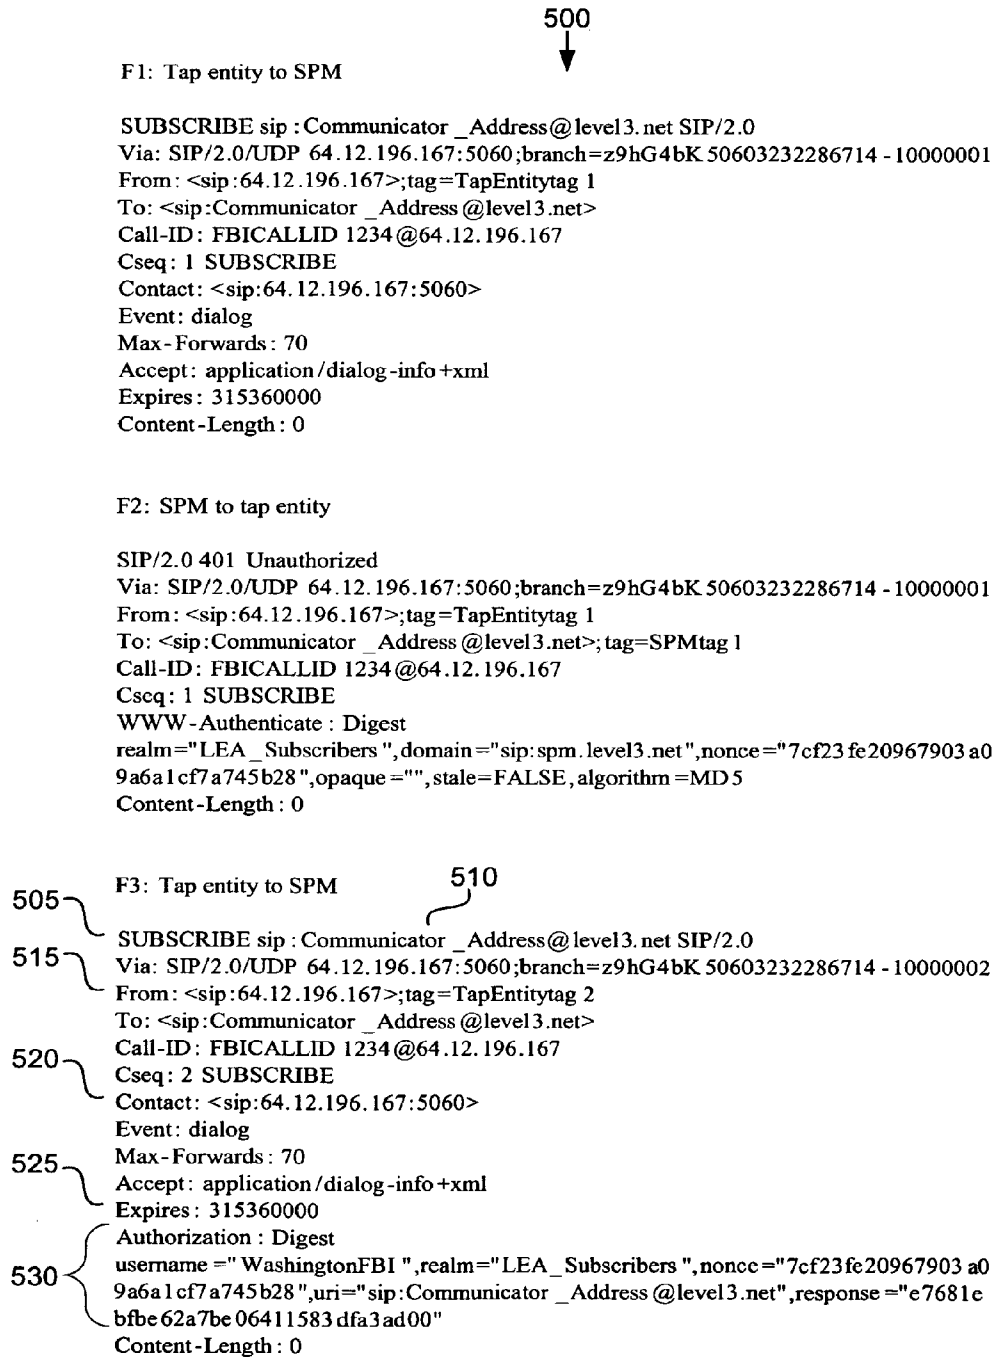 500
F1: Tap entity to SPM
SUBSCRIBE sip : Communicator _Address@level3.net SIP/2.0
Via: SIP/2.0/UDP 64.12.196.167:5060;branch=z9hG4bK50603232286714-10000001
From: <sip:64.12.196.167>;tag=TapEntitytag 1
To: <sip:Communicator _Address@level3.net>
Call-ID: FBICALLID 1234@64.12.196.167
Cseq: 1 SUBSCRIBE
Contact: <sip:64.12.196.167:5060>
Event: dialog
Max-Forwards: 70
Accept: application/dialog-info+xml
Expires: 315360000
Content-Length: 0
F2: SPM to tap entity
SIP/2.0 401 Unauthorized
Via: SIP/2.0/UDP 64.12.196.167:5060;branch=z9hG4bK50603232286714-10000001
From: <sip:64.12.196.167>;tag=TapEntitytag 1
To: <sip:Communicator _Address@level3.net>;tag=SPMtag 1
Call-ID: FBICALLID 1234@64.12.196.167
Cseq: 1 SUBSCRIBE
WWW-Authenticate: Digest
realm="LEA_Subscribers",domain="sip:spm.level3.net",nonce="7cf23fe20967903a0
9a6a1cf7a745b28",opaque="",stale=FALSE,algorithm=MD5
Content-Length: 0
F3: Tap entity to SPM
510
505
SUBSCRIBE sip : Communicator _Address@level3.net SIP/2.0
515
Via: SIP/2.0/UDP 64.12.196.167:5060;branch=z9hG4bK50603232286714-10000002
From: <sip:64.12.196.167>;tag=TapEntitytag 2
To: <sip:Communicator _Address@level3.net>
Call-ID: FBICALLID 1234@64.12.196.167
520
Cseq: 2 SUBSCRIBE
Contact: <sip:64.12.196.167:5060>
Event: dialog
Max-Forwards: 70
525
Accept: application/dialog-info+xml
Expires: 315360000
Authorization: Digest
530
username="WashingtonFBI",realm="LEA_Subscribers",nonce="7cf23fe20967903a0
9a6a1cf7a745b28",uri="sip:Communicator _Address@level3.net",response="e7681e
bfbe62a7be06411583dfa3ad00"
Content-Length: 0